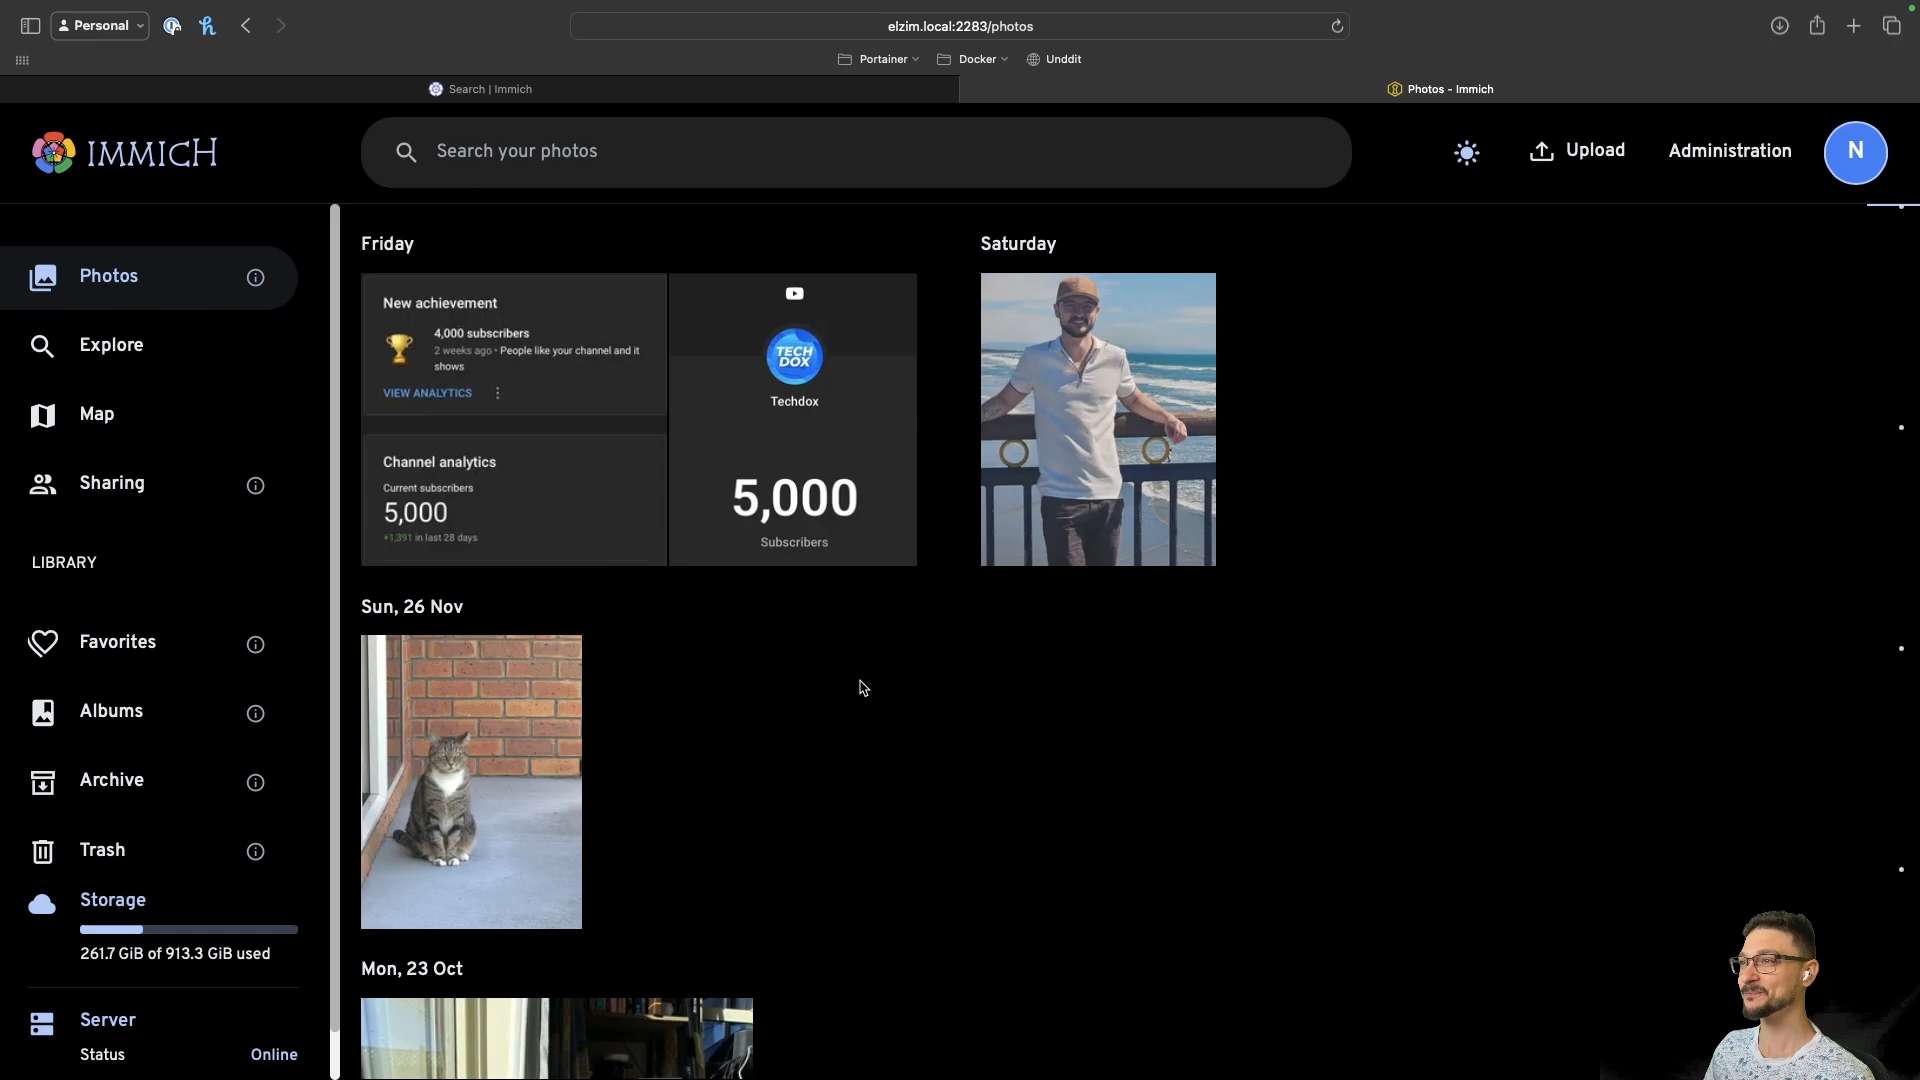 Personal
elzim.local:2283/photos
Portainer
Docker
Unddit
Search | Immich
Photos - Immich
IMMICH
Search your photos
Upload
Administration
N
Photos
Explore
Map
Sharing
LIBRARY
Favorites
Albums
Archive
Trash
Storage
261.7 GiB of 913.3 GiB used
Server
Status
Online
Friday
New achievement
4,000 subscribers
2 weeks ago • People like your channel and it
shows
VIEW ANALYTICS
Channel analytics
Current subscribers
5,000
+1,391 in last 28 days
TECH
DOX
Techdox
5,000
Subscribers
Saturday
Sun, 26 Nov
Mon, 23 Oct